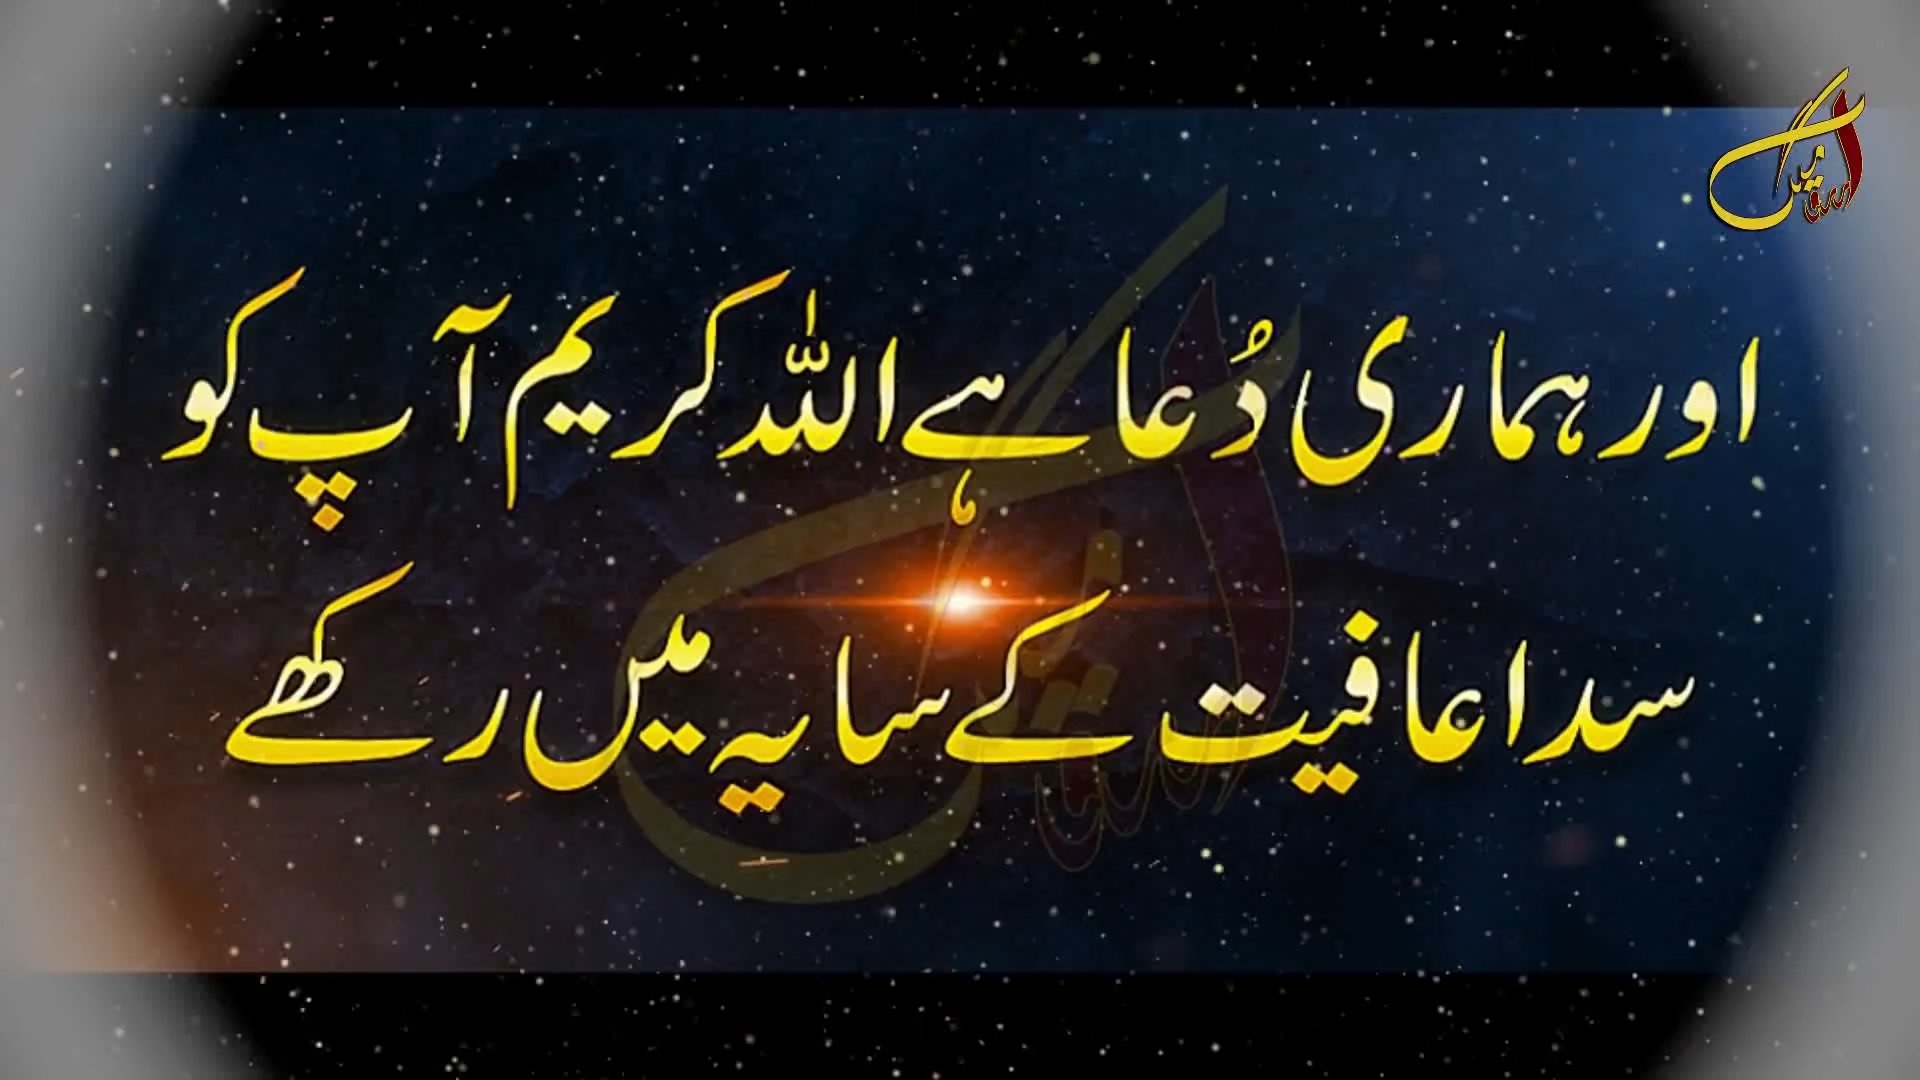 اور ہماری دُعا ہے اللہ کریم آپ کو
سدا عافیت کے سایہ میں رکھے